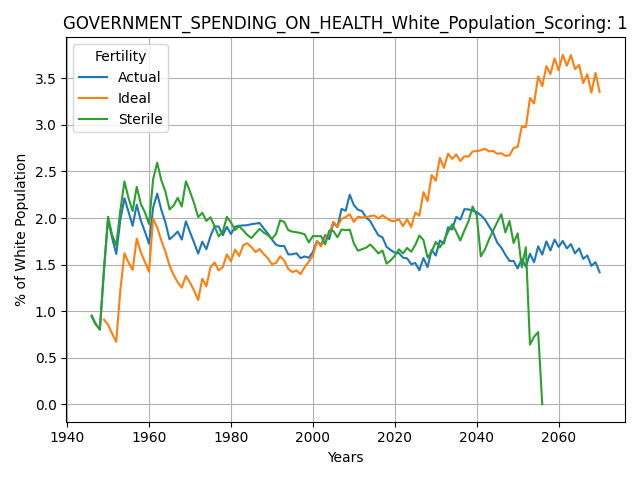 GOVERNMENT_SPENDING_ON_HEALTH_White_Population_Scoring: 1
Fertility
Actual
Ideal
Sterile
% of White Population
3.5
3.0
2.5
2.0
1.5
1.0
0.5
0.0
1940 1960 1980 2000 2020 2040 2060
Years